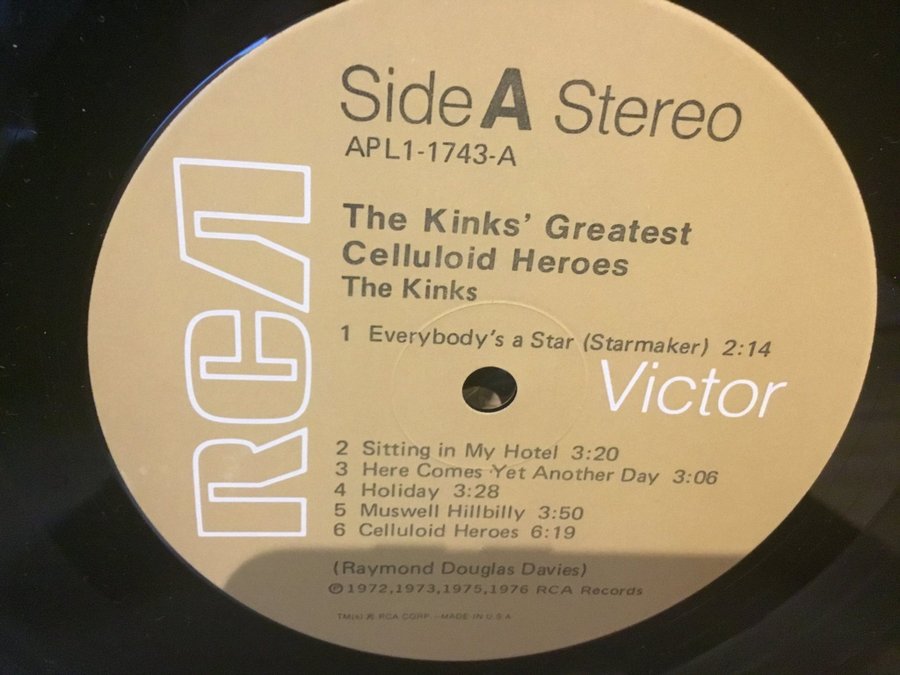 Side A Stereo
APL1-1743-A
RCA
The Kinks' Greatest
Celluloid Heroes
The Kinks
1 Everybody's a Star (Starmaker) 2:14
Victor
2 Sitting in My Hotel 3:20
3 Here Comes Yet Another Day 3:06
4 Holiday 3:28
5 Muswell Hillbilly 3:50
6 Celluloid Heroes 6:19
(Raymond Douglas Davies)
℗1972,1973,1975,1976 RCA Records
TM(s) ® RCA CORP.-MADE IN U.S.A